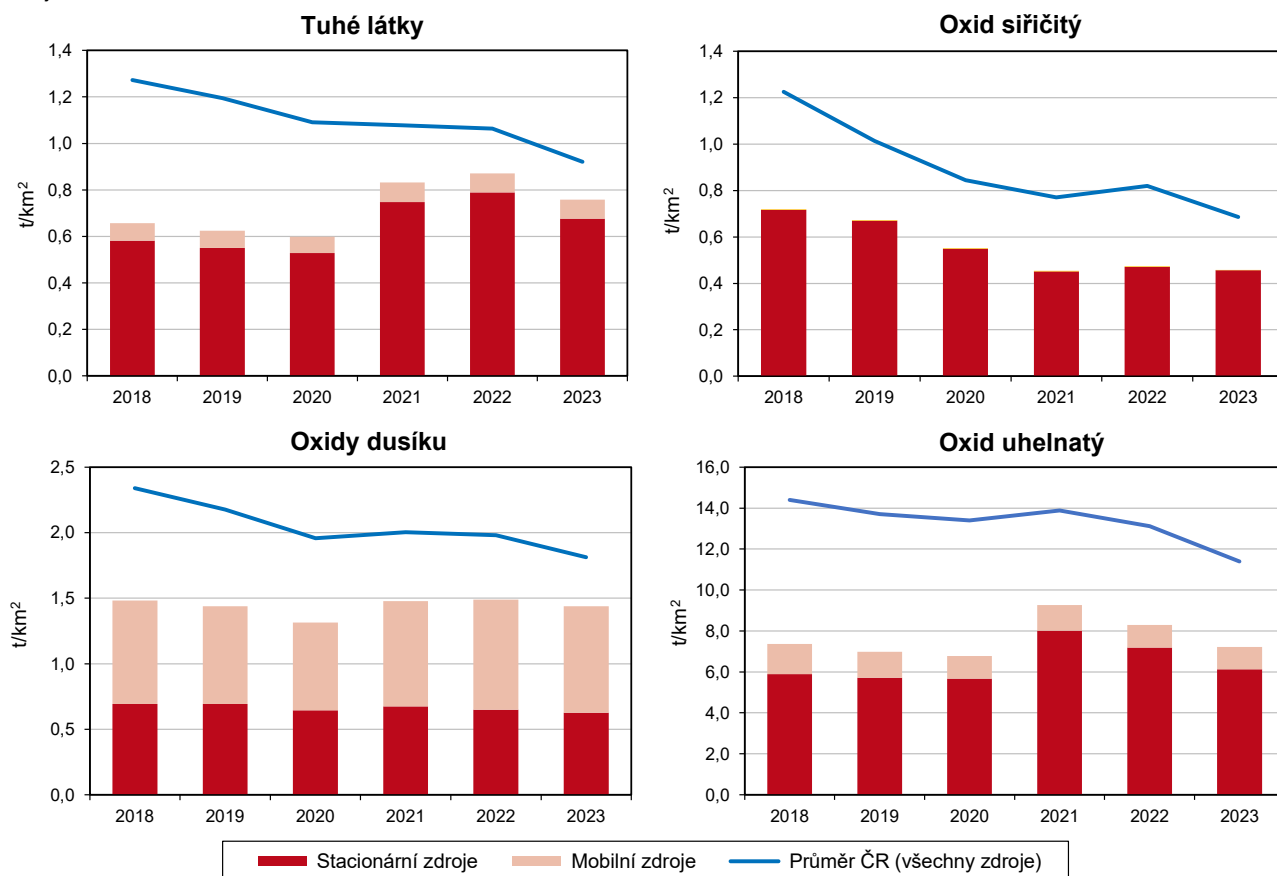 Tuhé látky
1,4
1,2
1,0
0,8
0,6
0,4
0,2
0,0
t/km²
2018 2019 2020 2021 2022 2023
Oxid siřičitý
1,4
1,2
1,0
0,8
0,6
0,4
0,2
0,0
t/km²
2018 2019 2020 2021 2022 2023
Oxidy dusíku
2,5
2,0
1,5
1,0
0,5
0,0
t/km²
2018 2019 2020 2021 2022 2023
Oxid uhelnatý
16,0
14,0
12,0
10,0
8,0
6,0
4,0
2,0
0,0
t/km²
2018 2019 2020 2021 2022 2023
Stacionární zdroje Mobilní zdroje Průměr ČR (všechny zdroje)